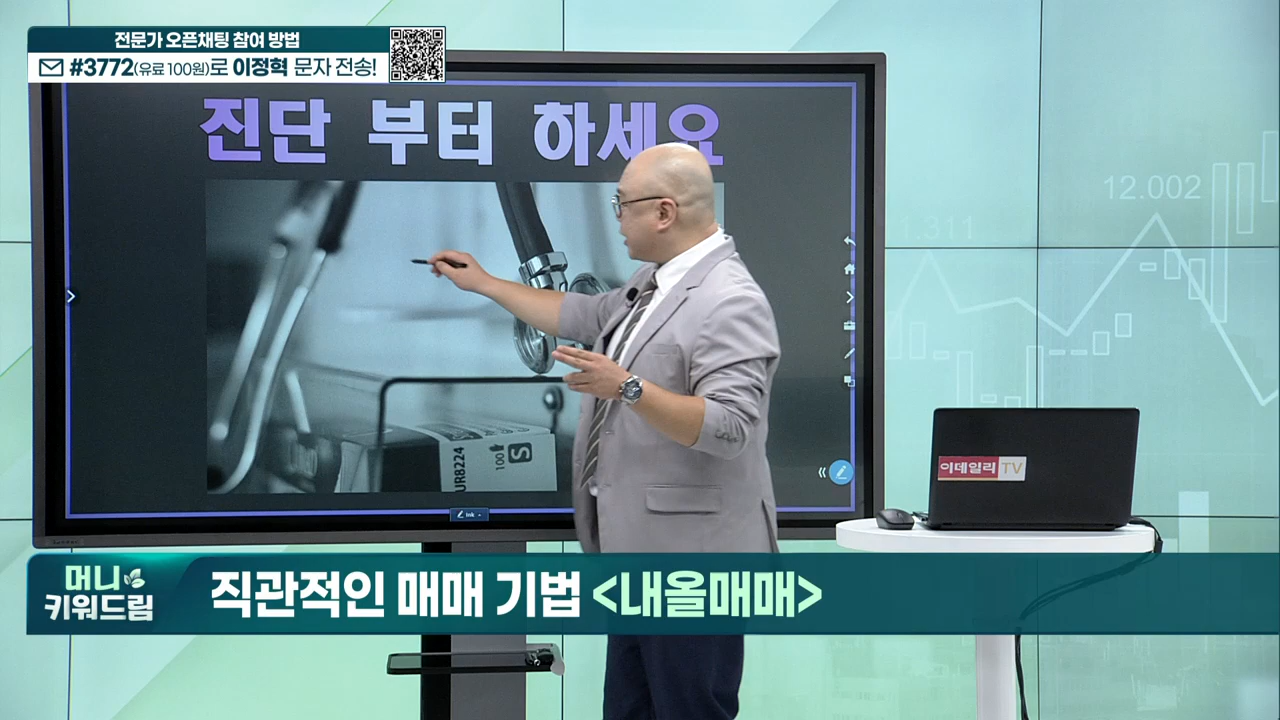 전문가 오픈채팅 참여 방법
#3772(유료 100원)로 이정혁 문자 전송!
진단 부터 하세요
12.002
1.311
UR8224
100
S
Ink
이데일리 TV
머니
키워드림
직관적인 매매 기법 <내올매매>